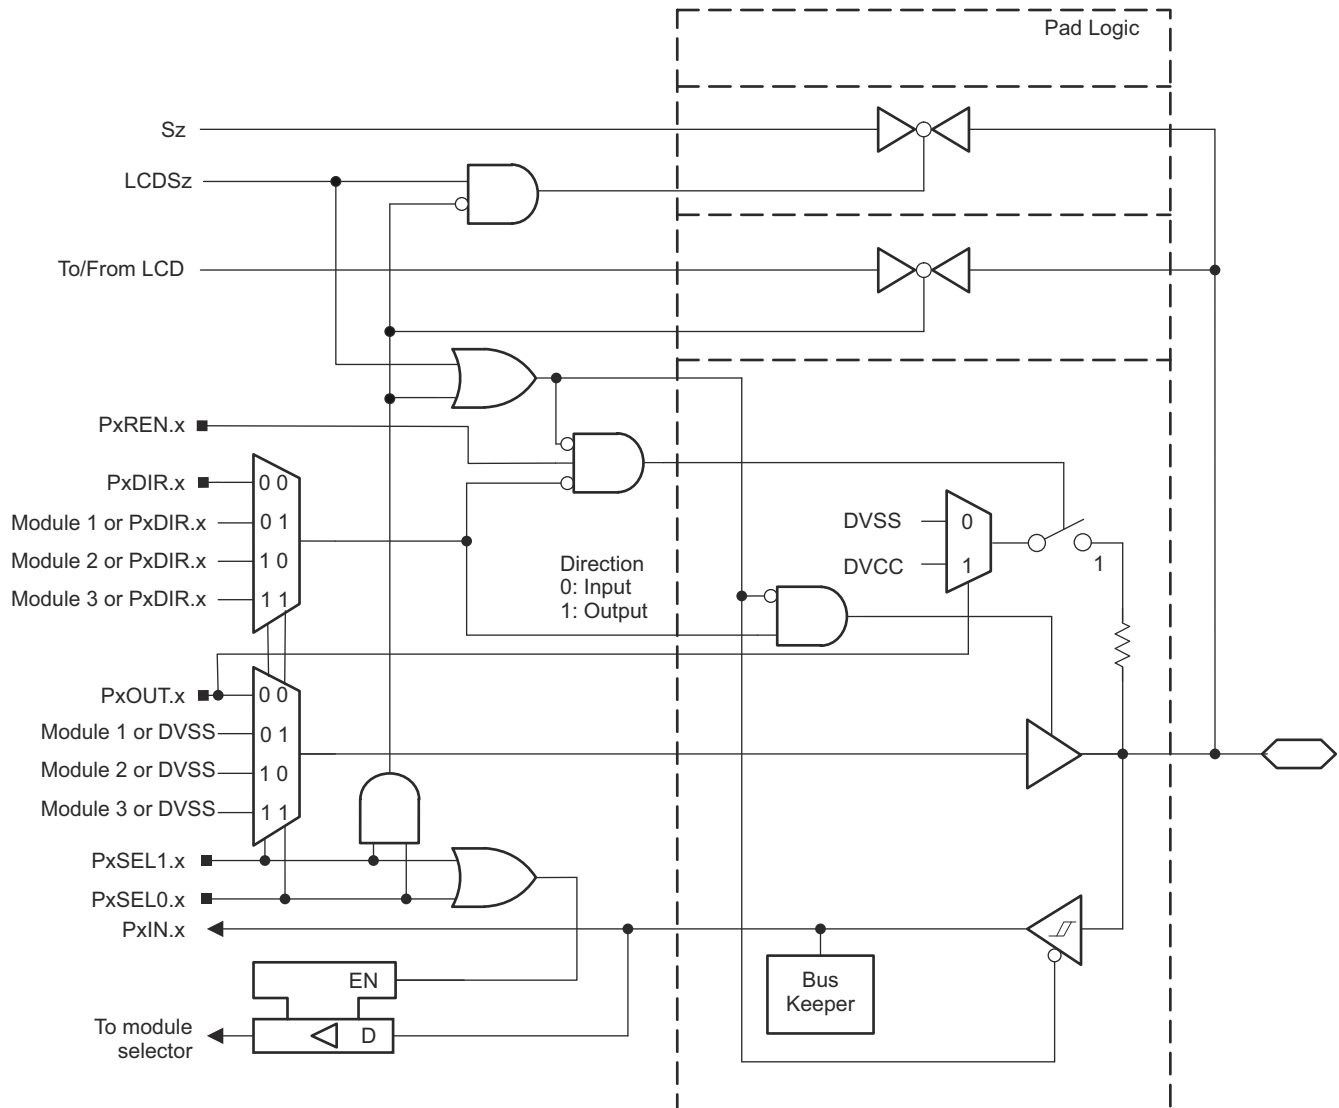 Pad Logic
Sz
LCDSz
To/From LCD
PxREN.x
PxDIR.x
0 0
Module 1 or PxDIR.x
0 1
Module 2 or PxDIR.x
1 0
Module 3 or PxDIR.x
1 1
Direction
0: Input
1: Output
DVSS
0
DVCC
1
1
PxOUT.x
0 0
Module 1 or DVSS
0 1
Module 2 or DVSS
1 0
Module 3 or DVSS
1 1
PxSEL1.x
PxSEL0.x
PxIN.x
EN
D
To module
selector
Bus
Keeper